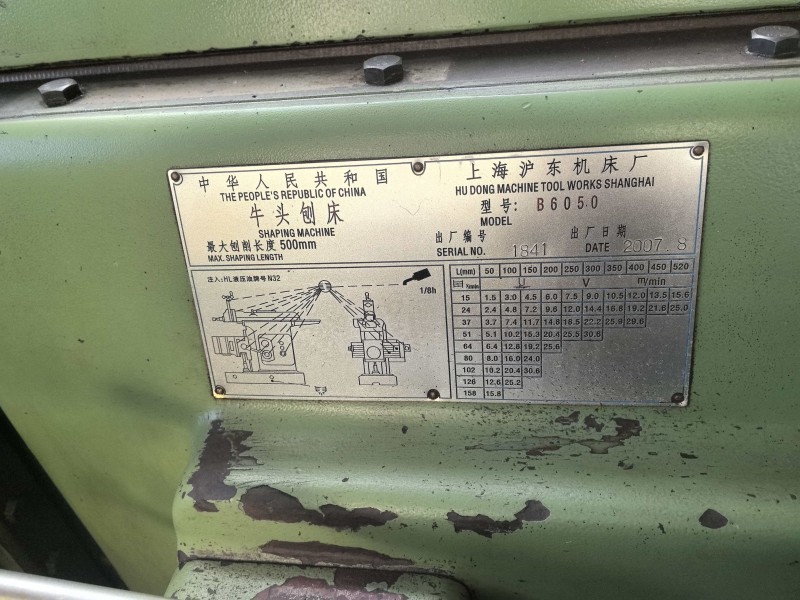 中华人民共和国
THE PEOPLE'S REPUBLIC OF CHINA
牛头刨床
SHAPING MACHINE
最大刨削长度 500mm
MAX. SHAPING LENGTH
上海沪东机床厂
HU DONG MACHINE TOOL WORKS SHANGHAI
型号: B6050
MODEL
出厂编号 出厂日期
SERIAL NO. 1841 DATE 2007.8
注入:HL液压油牌号N32
1/8h
L(mm) 50 100 150 200 250 300 350 400 450 520
V m/min
15 1.5 3.0 4.5 6.0 7.5 9.0 10.5 12.0 13.5 15.6
24 2.4 4.8 7.2 9.6 12.0 14.4 16.8 19.2 21.6 25.0
37 3.7 7.4 11.7 14.8 18.5 22.2 25.9 29.6
51 5.1 10.2 15.3 20.4 25.5 30.6
64 6.4 12.8 19.2 25.6
80 8.0 16.0 24.0
102 10.2 20.4 30.6
126 12.6 25.2
158 15.8